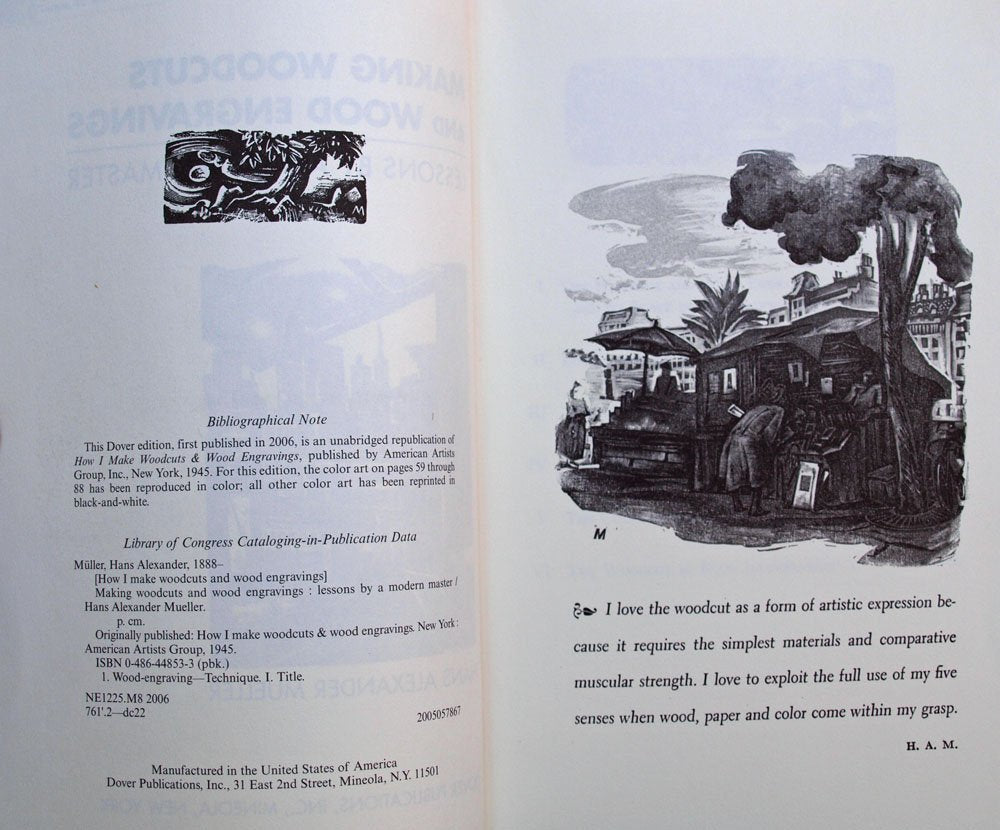 M
Bibliographical Note
This Dover edition, first published in 2006, is an unabridged republication of
How I Make Woodcuts & Wood Engravings, published by American Artists
Group, Inc., New York, 1945. For this edition, the color art on pages 59 through
88 has been reproduced in color; all other color art has been reprinted in
black-and-white.
Library of Congress Cataloging-in-Publication Data
Müller, Hans Alexander, 1888–
[How I make woodcuts and wood engravings]
Making woodcuts and wood engravings : lessons by a modern master /
Hans Alexander Mueller.
p. cm.
Originally published: How I make woodcuts & wood engravings. New York :
American Artists Group, 1945.
ISBN 0-486-44853-3 (pbk.)
1. Wood-engraving—Technique. I. Title.
NE1225.M8 2006
761'.2—dc22
2005057867
Manufactured in the United States of America
Dover Publications, Inc., 31 East 2nd Street, Mineola, N.Y. 11501
M
I love the woodcut as a form of artistic expression be-
cause it requires the simplest materials and comparative
muscular strength. I love to exploit the full use of my five
senses when wood, paper and color come within my grasp.
H. A. M.